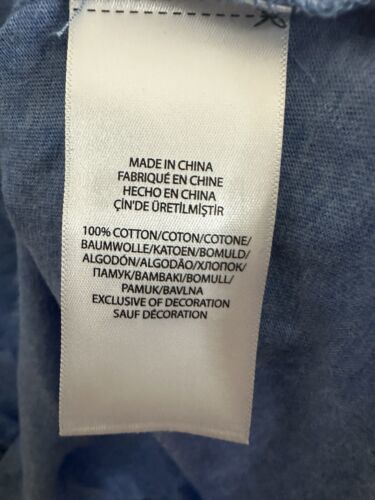 MADE IN CHINA
FABRIQUÉ EN CHINE
HECHO EN CHINA
ÇİN'DE ÜRETİLMİŞTİR
100% COTTON/COTON/COTONE/
BAUMWOLLE/KATOEN/BOMULD/
ALGODÓN/ALGODÃO/ХЛОПОК/
ПАМУК/ΒΑΜΒΑΚΙ/BOMULL/
PAMUK/BAVLNA
EXCLUSIVE OF DECORATION
SAUF DÉCORATION